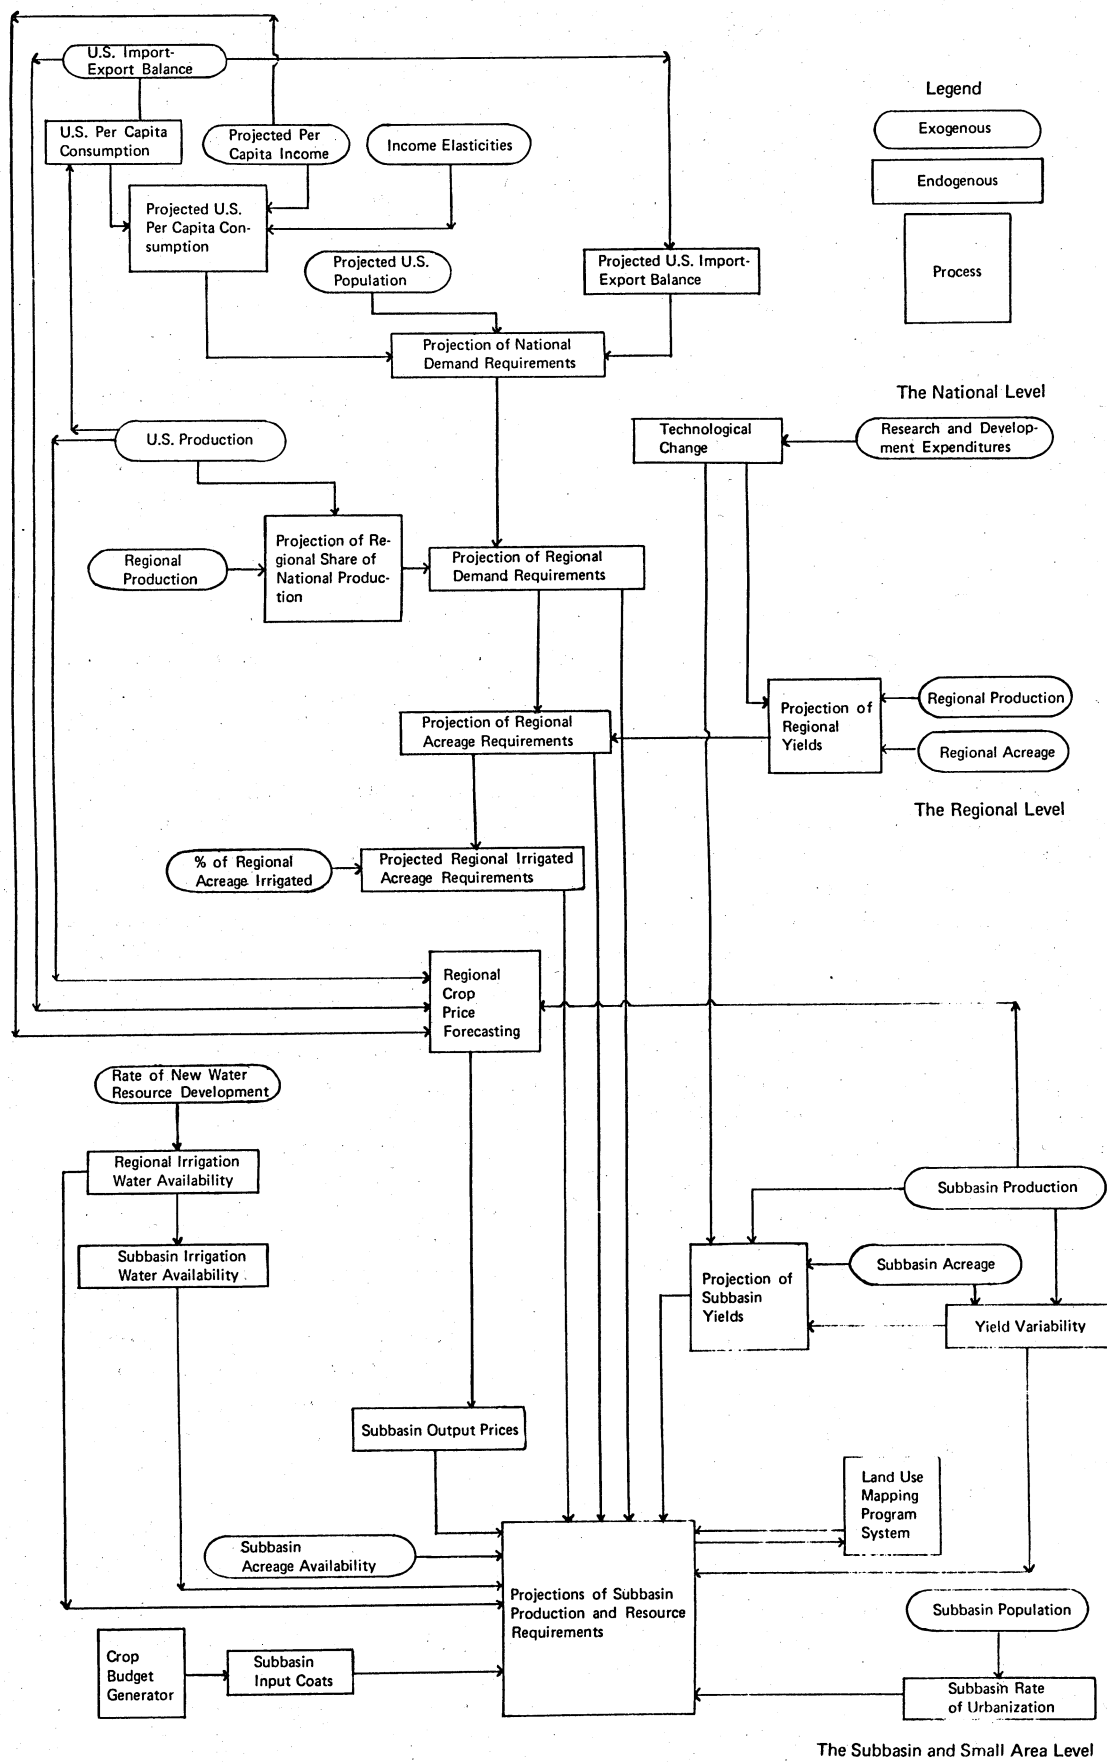 U.S. Import-
Export Balance
Legend
Exogenous
Endogenous
Process
U.S. Per Capita
Consumption
Projected Per
Capita Income
Income Elasticities
Projected U.S.
Per Capita Con-
sumption
Projected U.S.
Population
Projected U.S. Import-
Export Balance
Projection of National
Demand Requirements
The National Level
U.S. Production
Technological
Change
Research and Develop-
ment Expenditures
Regional
Production
Projection of Re-
gional Share of
National Produc-
tion
Projection of Regional
Demand Requirements
Projection of Regional
Acreage Requirements
Projection of
Regional
Yields
Regional Production
Regional Acreage
The Regional Level
% of Regional
Acreage Irrigated
Projected Regional Irrigated
Acreage Requirements
Regional
Crop
Price
Forecasting
Rate of New Water
Resource Development
Regional Irrigation
Water Availability
Subbasin Irrigation
Water Availability
Subbasin Production
Subbasin Acreage
Projection of
Subbasin
Yields
Yield Variability
Subbasin Output Prices
Land Use
Mapping
Program
System
Subbasin
Acreage Availability
Projections of Subbasin
Production and Resource
Requirements
Subbasin Population
Crop
Budget
Generator
Subbasin
Input Coats
Subbasin Rate
of Urbanization
The Subbasin and Small Area Level